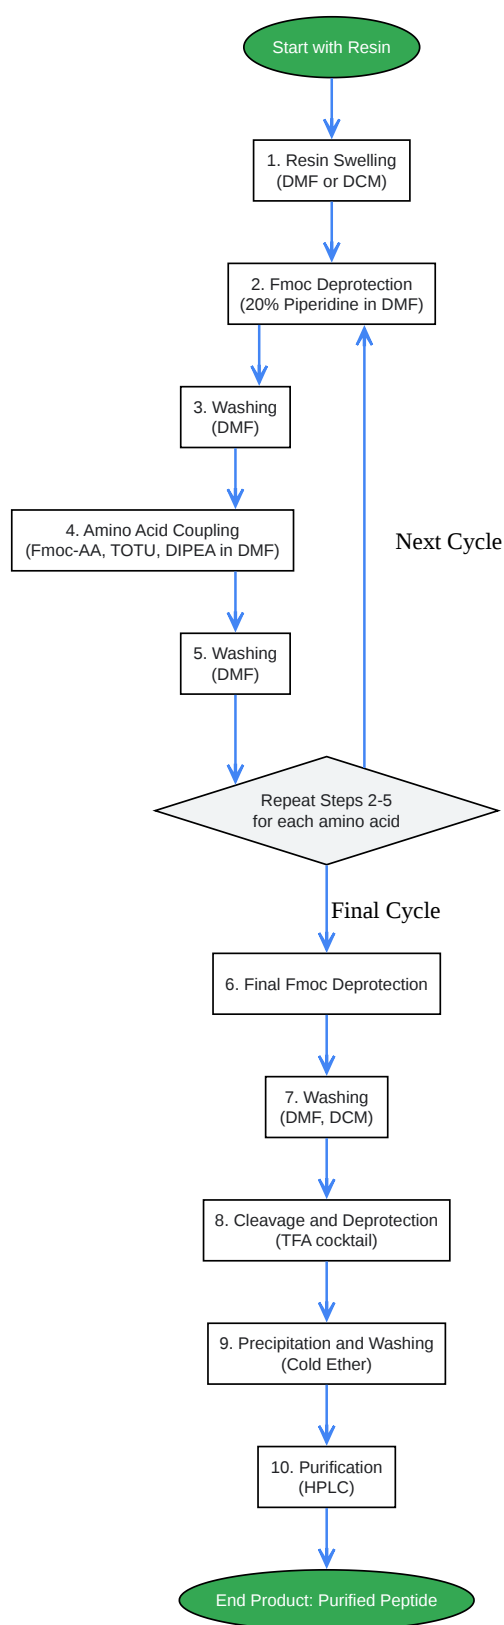 Start with Resin
1. Resin Swelling
(DMF or DCM)
2. Fmoc Deprotection
(20% Piperidine in DMF)
3. Washing
(DMF)
4. Amino Acid Coupling
(Fmoc-AA, TOTU, DIPEA in DMF)
Next Cycle
5. Washing
(DMF)
Repeat Steps 2-5
for each amino acid
Final Cycle
6. Final Fmoc Deprotection
7. Washing
(DMF, DCM)
8. Cleavage and Deprotection
(TFA cocktail)
9. Precipitation and Washing
(Cold Ether)
10. Purification
(HPLC)
End Product: Purified Peptide